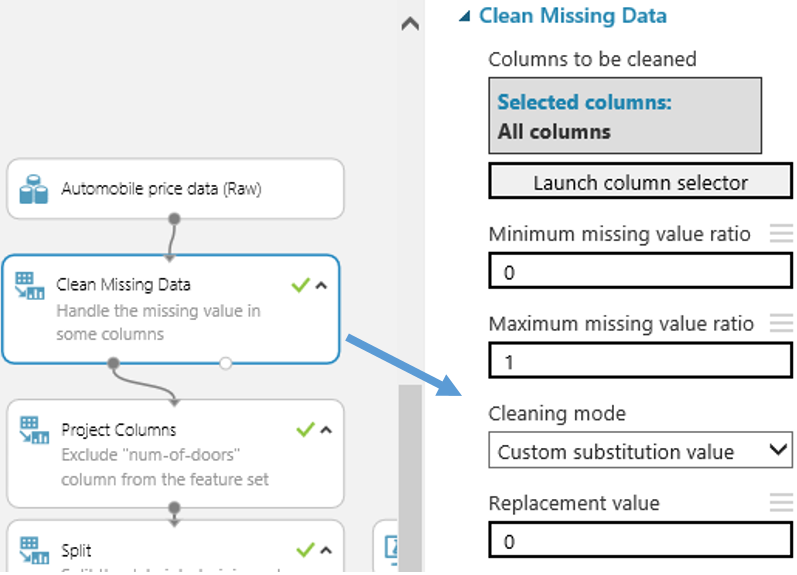 Automobile price data (Raw)
Clean Missing Data
Handle the missing value in
some columns
Project Columns
Exclude "num-of-doors"
column from the feature set
Split
Clean Missing Data
Columns to be cleaned
Selected columns:
All columns
Launch column selector
Minimum missing value ratio
0
Maximum missing value ratio
1
Cleaning mode
Custom substitution value
Replacement value
0